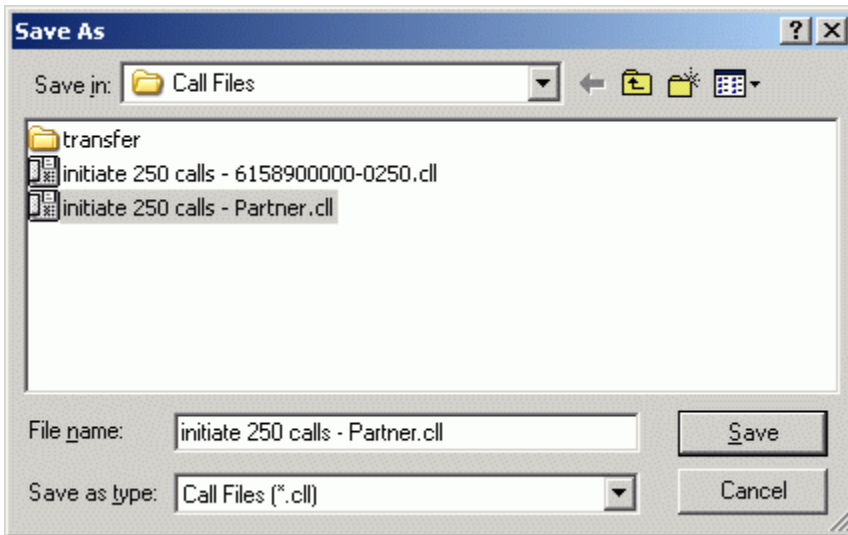 Save As
Save in: Call Files
transfer
initiate 250 calls - 6158900000-0250.cll
initiate 250 calls - Partner.cll
File name: initiate 250 calls - Partner.cll Save
Save as type: Call Files (*.cll) Cancel